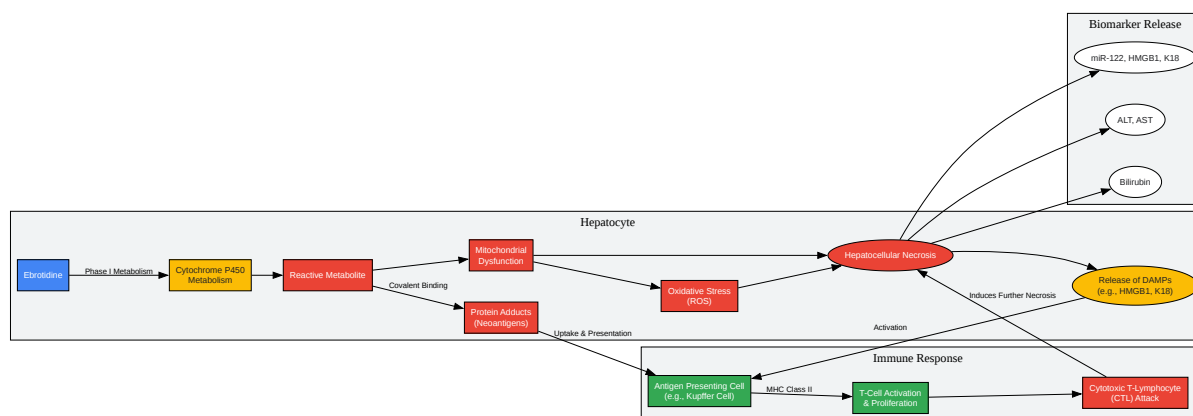 Biomarker Release
miR-122, HMGB1, K18
ALT, AST
Bilirubin
Hepatocyte
Ebrotidine
Phase I Metabolism
Cytochrome P450
Metabolism
Reactive Metabolite
Covalent Binding
Mitochondrial
Dysfunction
Protein Adducts
(Neoantigens)
Oxidative Stress
(ROS)
Uptake & Presentation
Hepatocellular Necrosis
Induces Further Necrosis
Release of DAMPs
(e.g., HMGB1, K18)
Activation
Immune Response
Antigen Presenting Cell
(e.g., Kupffer Cell)
MHC Class II
T-Cell Activation
& Proliferation
Cytotoxic T-Lymphocyte
(CTL) Attack